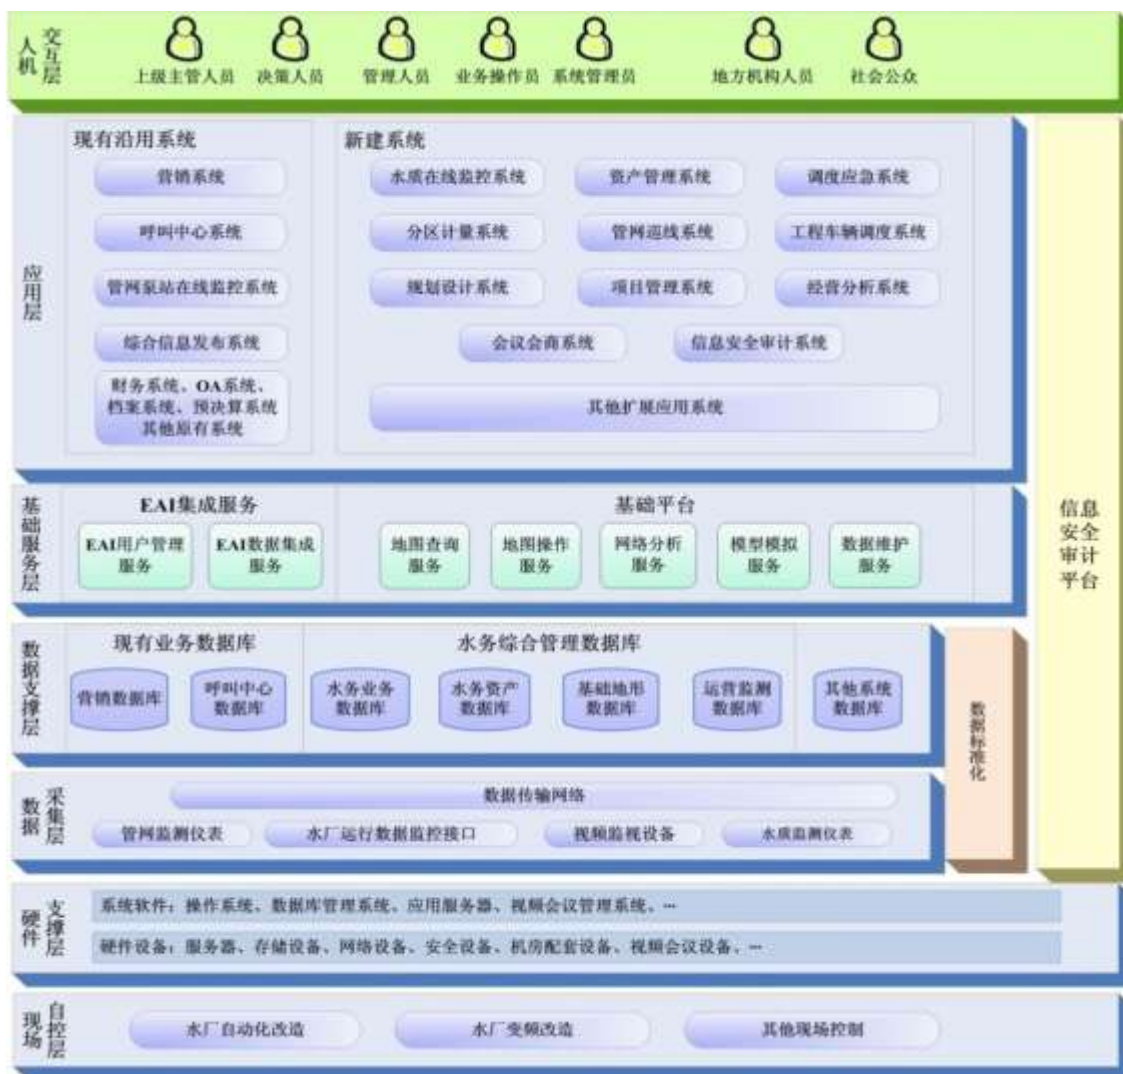 人机交互层
上级主管人员
决策人员
管理人员
业务操作员
系统管理员
地方机构人员
社会公众
应用层
现有沿用系统
营销系统
呼叫中心系统
管网泵站在线监控系统
综合信息发布系统
财务系统、OA系统、
档案系统、预决算系统
其他原有系统
新建系统
水质在线监控系统
资产管理系统
调度应急系统
分区计量系统
管网巡线系统
工程车辆调度系统
规划设计系统
项目管理系统
经营分析系统
会议会商系统
信息安全审计系统
其他扩展应用系统
基础服务层
EAI集成服务
EAI用户管理
服务
EAI数据集成
服务
基础平台
地图查询
服务
地图操作
服务
网络分析
服务
模型模拟
服务
数据维护
服务
信息
安全
审计
平台
数据支撑层
现有业务数据库
营销数据库
呼叫中心
数据库
水务综合管理数据库
水务业务
数据库
水务资产
数据库
基础地形
数据库
运营监测
数据库
其他系统
数据库
数据标准化
数据采集层
数据传输网络
管网监测仪表
水厂运行数据监控接口
视频监视设备
水质监测仪表
硬件支撑层
系统软件：操作系统、数据库管理系统、应用服务器、视频会议管理系统、…
硬件设备：服务器、存储设备、网络设备、安全设备、机房配套设备、视频会议设备、…
现场自控层
水厂自动化改造
水厂变频改造
其他现场控制